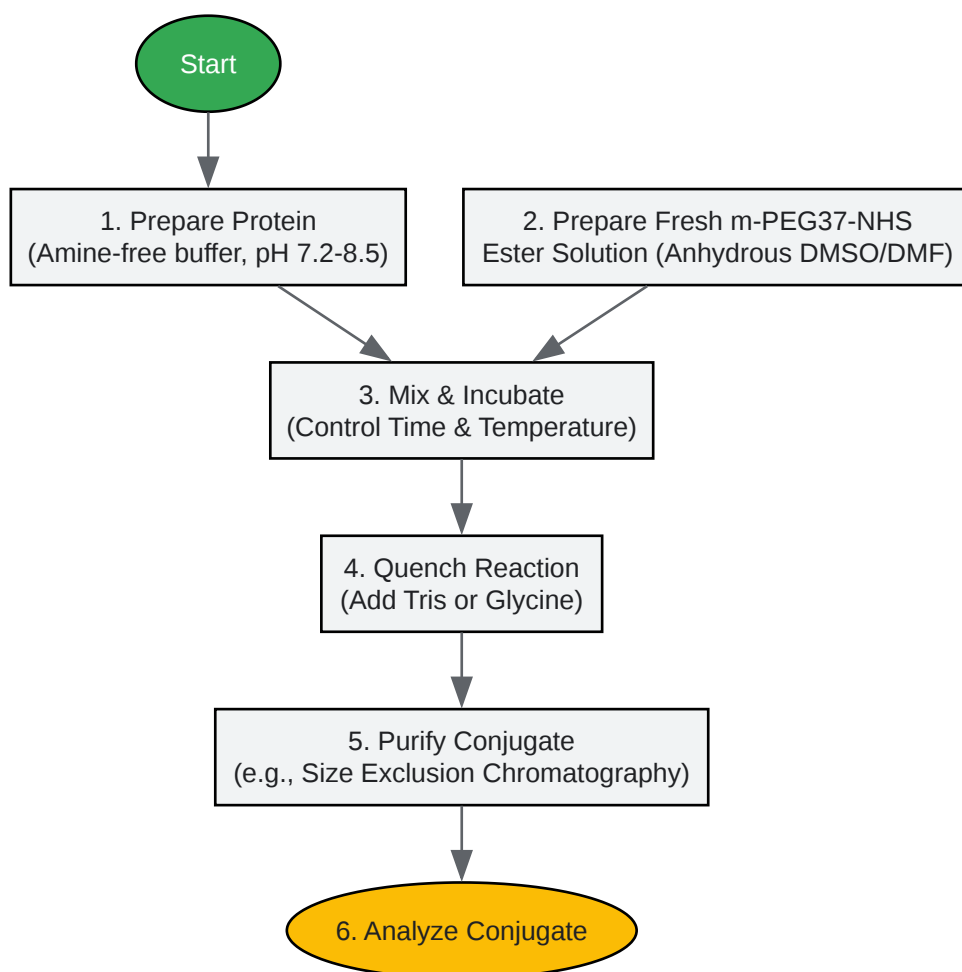 Start
1. Prepare Protein
(Amine-free buffer, pH 7.2-8.5)
2. Prepare Fresh m-PEG37-NHS
Ester Solution (Anhydrous DMSO/DMF)
3. Mix & Incubate
(Control Time & Temperature)
4. Quench Reaction
(Add Tris or Glycine)
5. Purify Conjugate
(e.g., Size Exclusion Chromatography)
6. Analyze Conjugate